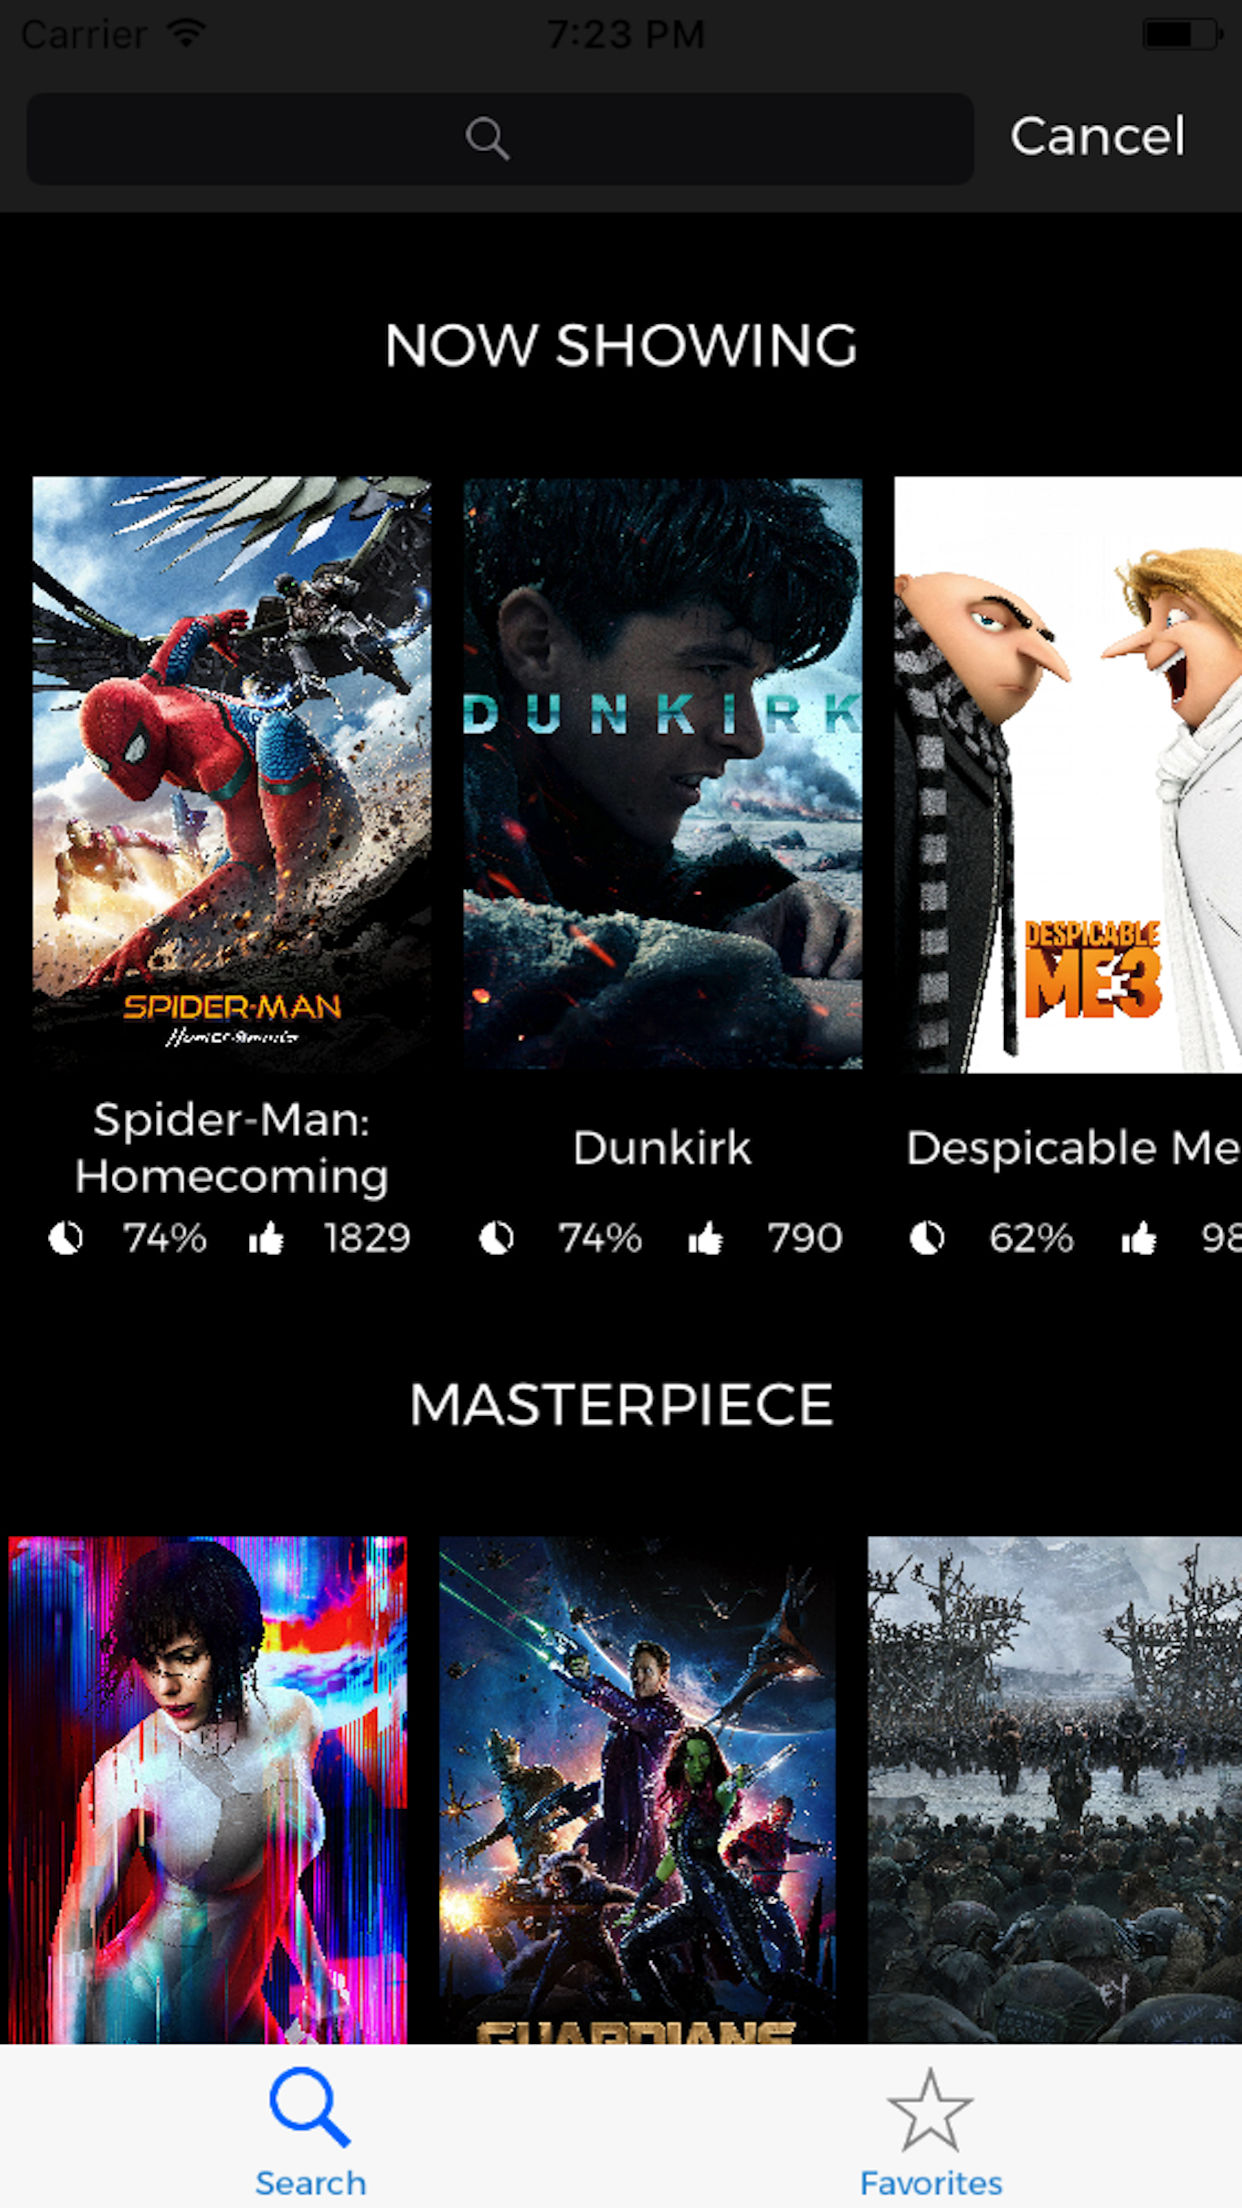 Carrier 7:23 PM
Cancel
NOW SHOWING
DUNKIRK
DESPICABLE
ME3
SPIDER-MAN
Spider-Man:
Homecoming
Dunkirk
Despicable Me
74% 1829 74% 790 62% 98
MASTERPIECE
GUARDIANS
Search Favorites